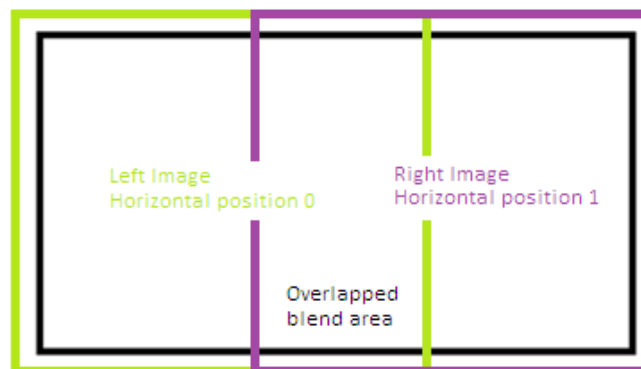 Left Image
Horizontal position 0
Right Image
Horizontal position 1
Overlapped
blend area